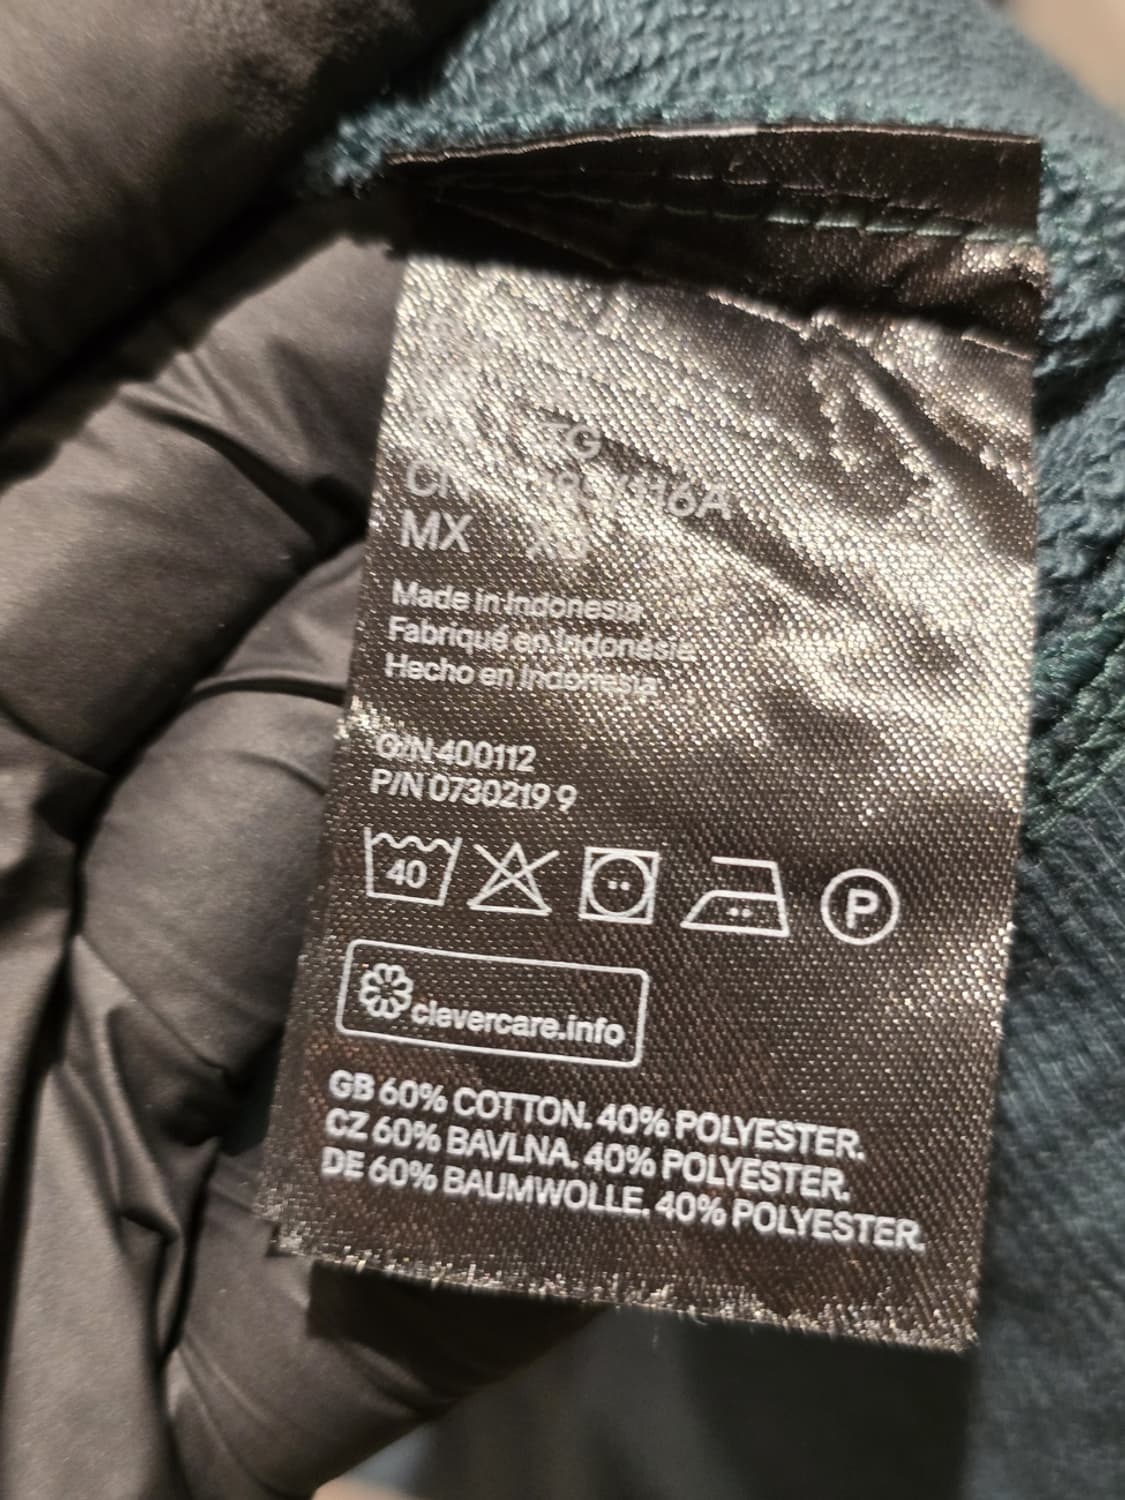 CN
MX
Made in Indonesia
Fabriqué en Indonésie
Hecho en Indonesia
O/N 400112
P/N 0730219 9
40
P
clevercare.info
GB 60% COTTON. 40% POLYESTER.
CZ 60% BAVLNA. 40% POLYESTER.
DE 60% BAUMWOLLE. 40% POLYESTER.